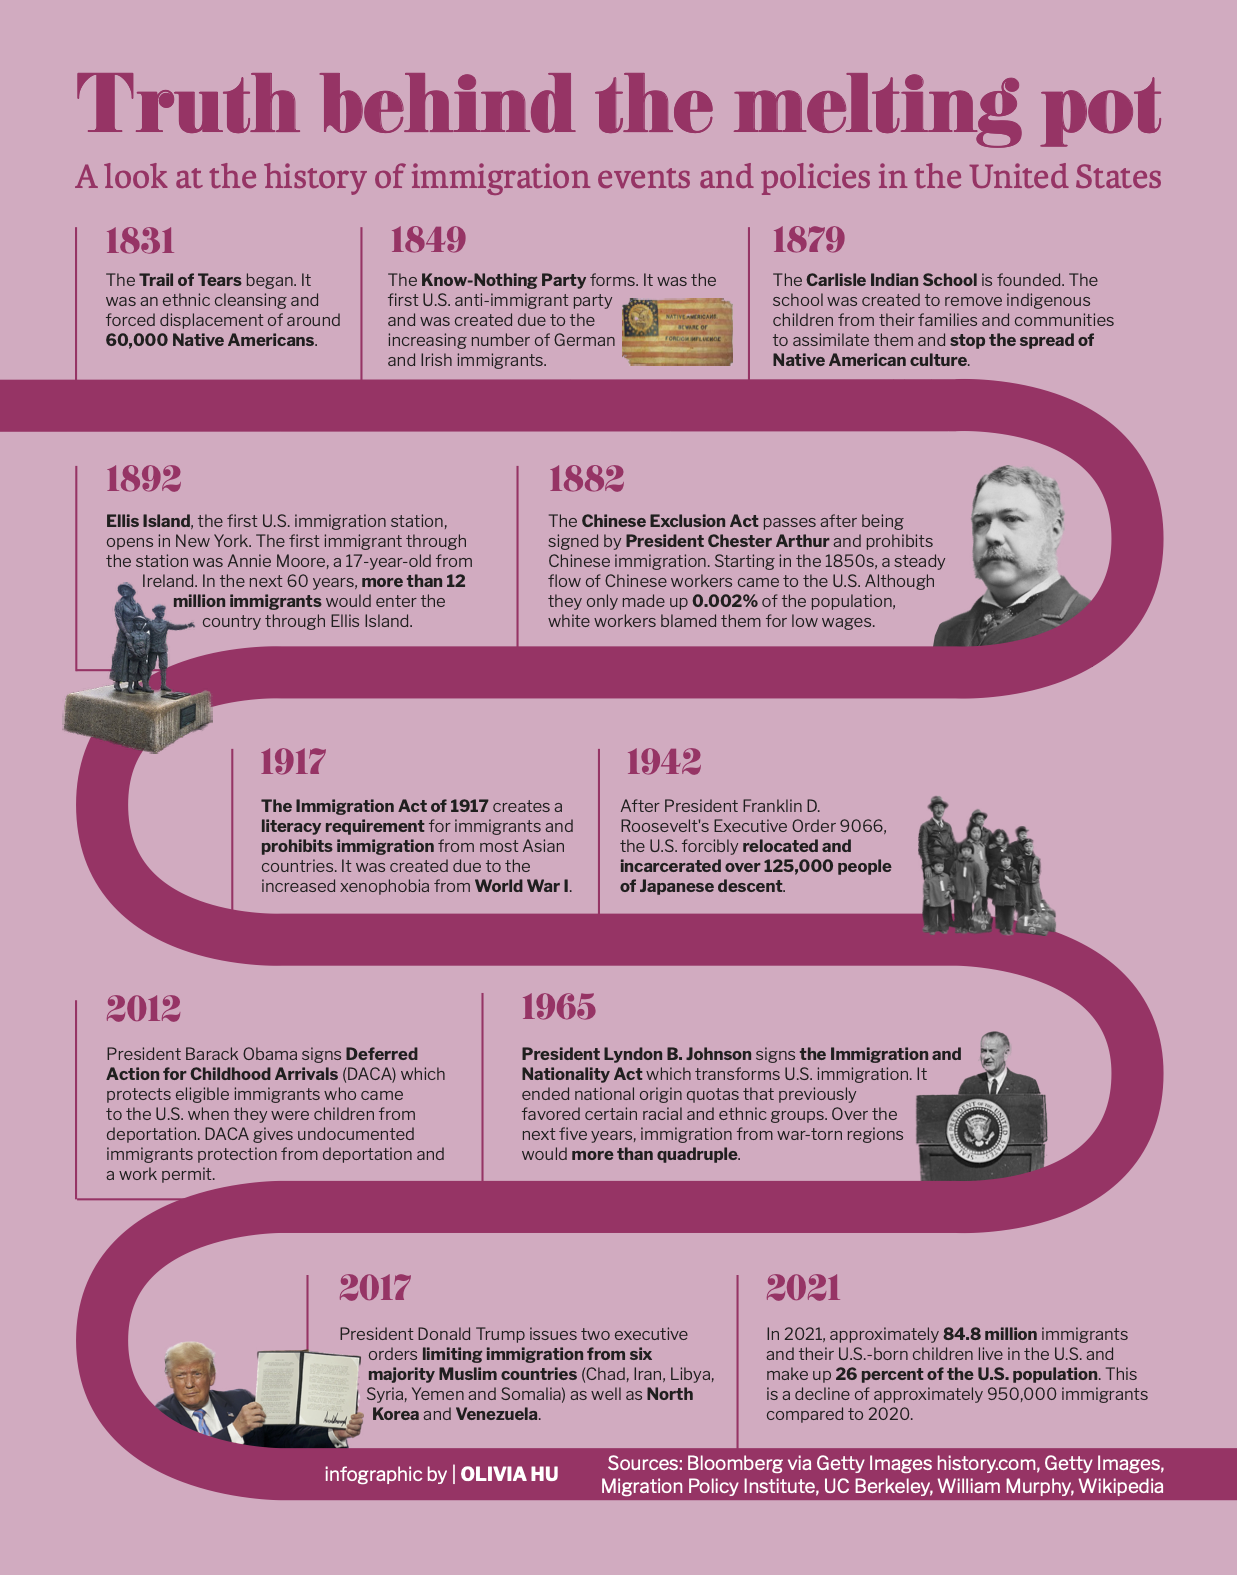 Truth behind the melting pot
A look at the history of immigration events and policies in the United States
1831
The Trail of Tears began. It
was an ethnic cleansing and
forced displacement of around
60,000 Native Americans.
1849
The Know-Nothing Party forms. It was the
first U.S. anti-immigrant party
and was created due to the
increasing number of German
and Irish immigrants.
NATIVE AMERICANS
BEWARE OF
FOREIGN INFLUENCE
1879
The Carlisle Indian School is founded. The
school was created to remove indigenous
children from their families and communities
to assimilate them and stop the spread of
Native American culture.
1892
Ellis Island, the first U.S. immigration station,
opens in New York. The first immigrant through
the station was Annie Moore, a 17-year-old from
Ireland. In the next 60 years, more than 12
million immigrants would enter the
country through Ellis Island.
1882
The Chinese Exclusion Act passes after being
signed by President Chester Arthur and prohibits
Chinese immigration. Starting in the 1850s, a steady
flow of Chinese workers came to the U.S. Although
they only made up 0.002% of the population,
white workers blamed them for low wages.
1917
The Immigration Act of 1917 creates a
literacy requirement for immigrants and
prohibits immigration from most Asian
countries. It was created due to the
increased xenophobia from World War I.
1942
After President Franklin D.
Roosevelt's Executive Order 9066,
the U.S. forcibly relocated and
incarcerated over 125,000 people
of Japanese descent.
2012
President Barack Obama signs Deferred
Action for Childhood Arrivals (DACA) which
protects eligible immigrants who came
to the U.S. when they were children from
deportation. DACA gives undocumented
immigrants protection from deportation and
a work permit.
1965
President Lyndon B. Johnson signs the Immigration and
Nationality Act which transforms U.S. immigration. It
ended national origin quotas that previously
favored certain racial and ethnic groups. Over the
next five years, immigration from war-torn regions
would more than quadruple.
2017
President Donald Trump issues two executive
orders limiting immigration from six
majority Muslim countries (Chad, Iran, Libya,
Syria, Yemen and Somalia) as well as North
Korea and Venezuela.
2021
In 2021, approximately 84.8 million immigrants
and their U.S.-born children live in the U.S. and
make up 26 percent of the U.S. population. This
is a decline of approximately 950,000 immigrants
compared to 2020.
infographic by | OLIVIA HU
Sources: Bloomberg via Getty Images history.com, Getty Images,
Migration Policy Institute, UC Berkeley, William Murphy, Wikipedia